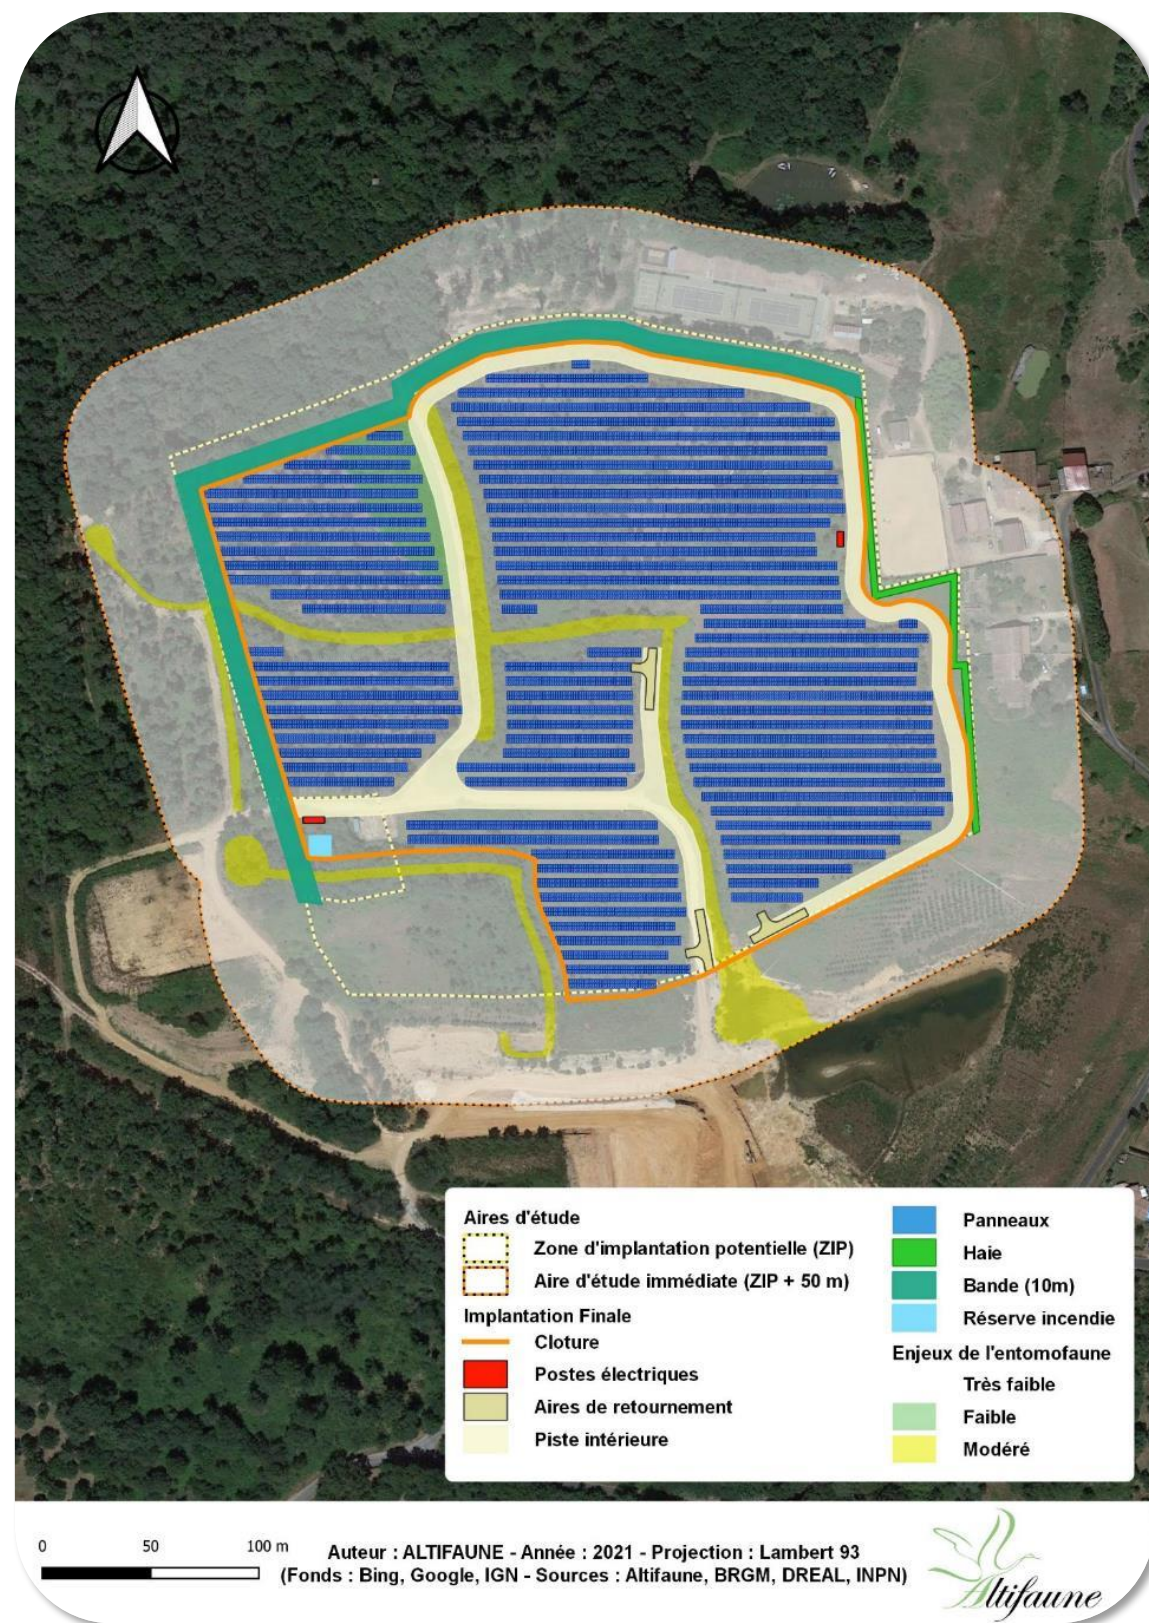 Aires d'étude
Zone d'implantation potentielle (ZIP)
Aire d'étude immédiate (ZIP + 50 m)
Implantation Finale
Cloture
Postes électriques
Aires de retournement
Piste intérieure
Panneaux
Haie
Bande (10m)
Réserve incendie
Enjeux de l'entomofaune
Très faible
Faible
Modéré
0 50 100 m
Auteur : ALTIFAUNE - Année : 2021 - Projection : Lambert 93
(Fonds : Bing, Google, IGN - Sources : Altifaune, BRGM, DREAL, INPN)
Altifaune